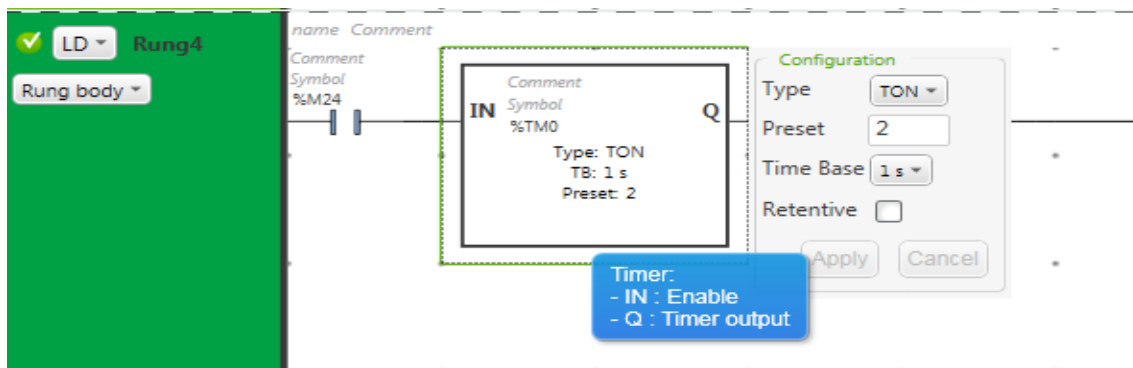 LD Rung4
Rung body
name Comment
Comment
Symbol
%M24
Comment
IN Symbol Q
%TM0
Type: TON
TB: 1 s
Preset: 2
Configuration
Type TON
Preset 2
Time Base 1 s
Retentive
Apply Cancel
Timer:
- IN : Enable
- Q : Timer output